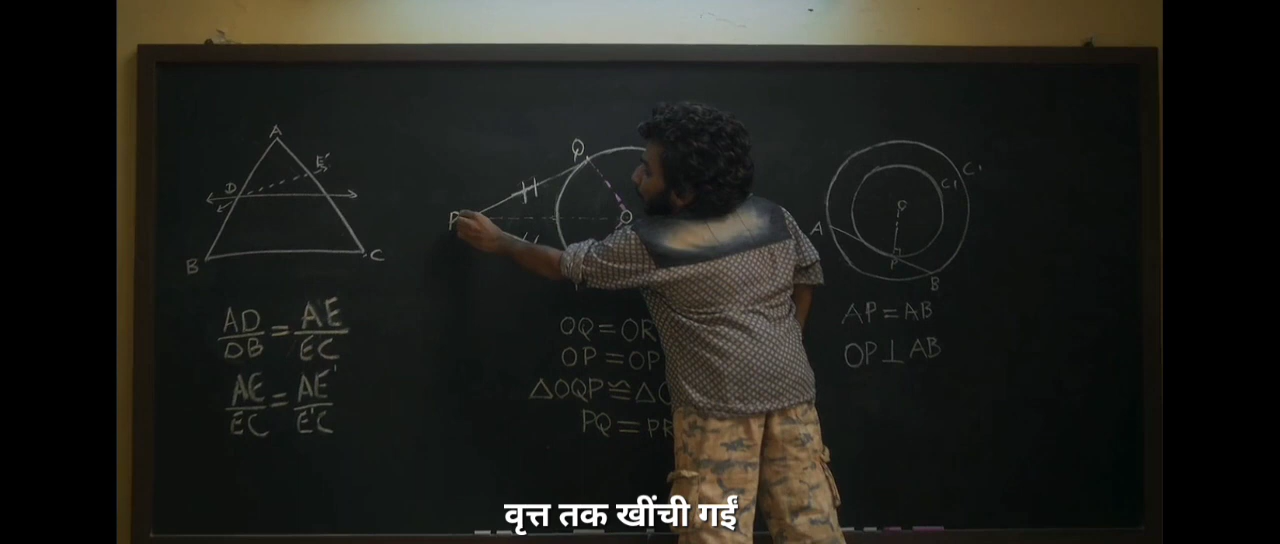 A
D
E'
B
C
AD/DB = AE/EC
AE/EC = AE'/E'C
Q
P
O
OQ = OR
OP = OP
△OQP ≅ △O
PQ = PR
C₁
C'
O
A
P
B
AP = AB
OP ⊥ AB
वृत्त तक खींची गईं